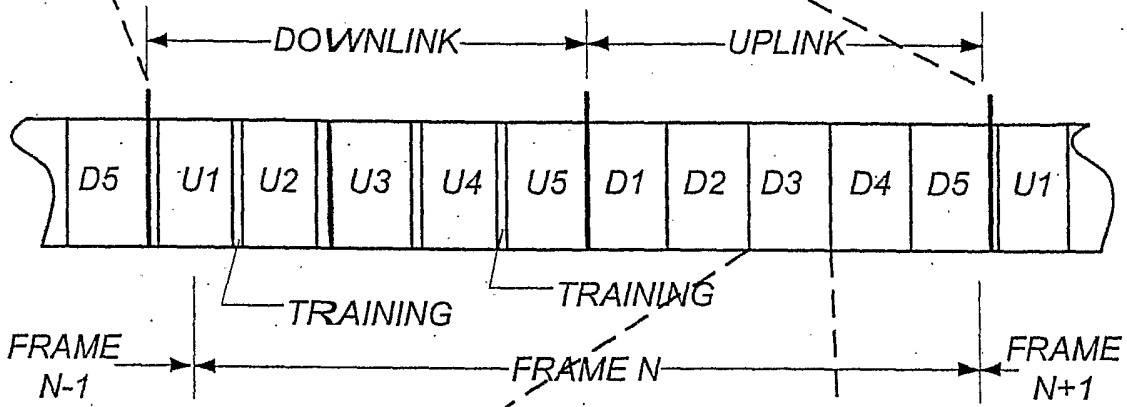 DOWNLINK UPLINK
D5 U1 U2 U3 U4 U5 D1 D2 D3 D4 D5 U1
TRAINING TRAINING
FRAME N-1 FRAME N FRAME N+1